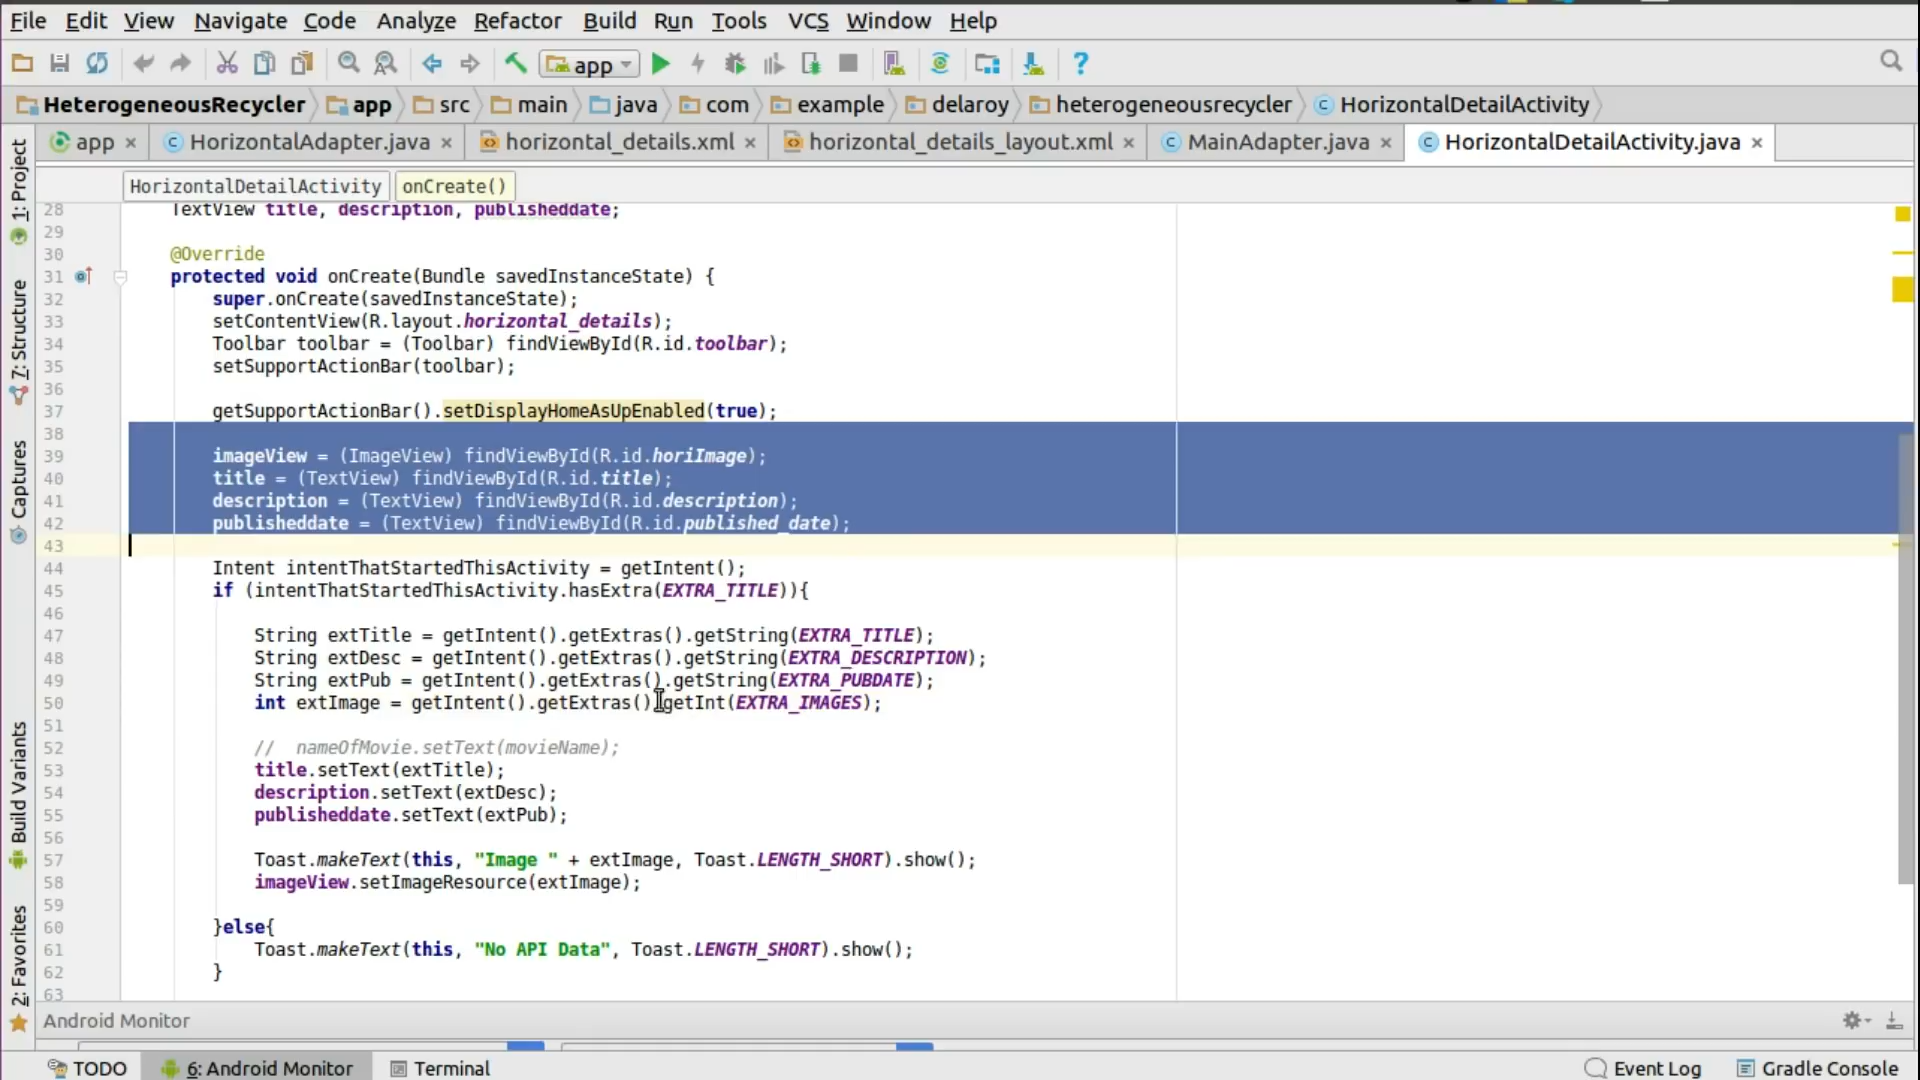 File Edit View Navigate Code Analyze Refactor Build Run Tools VCS Window Help
app
HeterogeneousRecycler app src main java com example delaroy heterogeneousrecycler HorizontalDetailActivity
app HorizontalAdapter.java horizontal_details.xml horizontal_details_layout.xml MainAdapter.java HorizontalDetailActivity.java
HorizontalDetailActivity onCreate()
1: Project
7: Structure
Captures
Build Variants
2: Favorites
28 TextView title, description, publisheddate;
29
30 @Override
31 protected void onCreate(Bundle savedInstanceState) {
32 super.onCreate(savedInstanceState);
33 setContentView(R.layout.horizontal_details);
34 Toolbar toolbar = (Toolbar) findViewById(R.id.toolbar);
35 setSupportActionBar(toolbar);
36
37 getSupportActionBar().setDisplayHomeAsUpEnabled(true);
38
39 imageView = (ImageView) findViewById(R.id.horiImage);
40 title = (TextView) findViewById(R.id.title);
41 description = (TextView) findViewById(R.id.description);
42 publisheddate = (TextView) findViewById(R.id.published_date);
43
44 Intent intentThatStartedThisActivity = getIntent();
45 if (intentThatStartedThisActivity.hasExtra(EXTRA_TITLE)){
46
47 String extTitle = getIntent().getExtras().getString(EXTRA_TITLE);
48 String extDesc = getIntent().getExtras().getString(EXTRA_DESCRIPTION);
49 String extPub = getIntent().getExtras().getString(EXTRA_PUBDATE);
50 int extImage = getIntent().getExtras().getInt(EXTRA_IMAGES);
51
52 // nameOfMovie.setText(movieName);
53 title.setText(extTitle);
54 description.setText(extDesc);
55 publisheddate.setText(extPub);
56
57 Toast.makeText(this, "Image " + extImage, Toast.LENGTH_SHORT).show();
58 imageView.setImageResource(extImage);
59
60 }else{
61 Toast.makeText(this, "No API Data", Toast.LENGTH_SHORT).show();
62 }
63
Android Monitor
TODO 6: Android Monitor Terminal Event Log Gradle Console